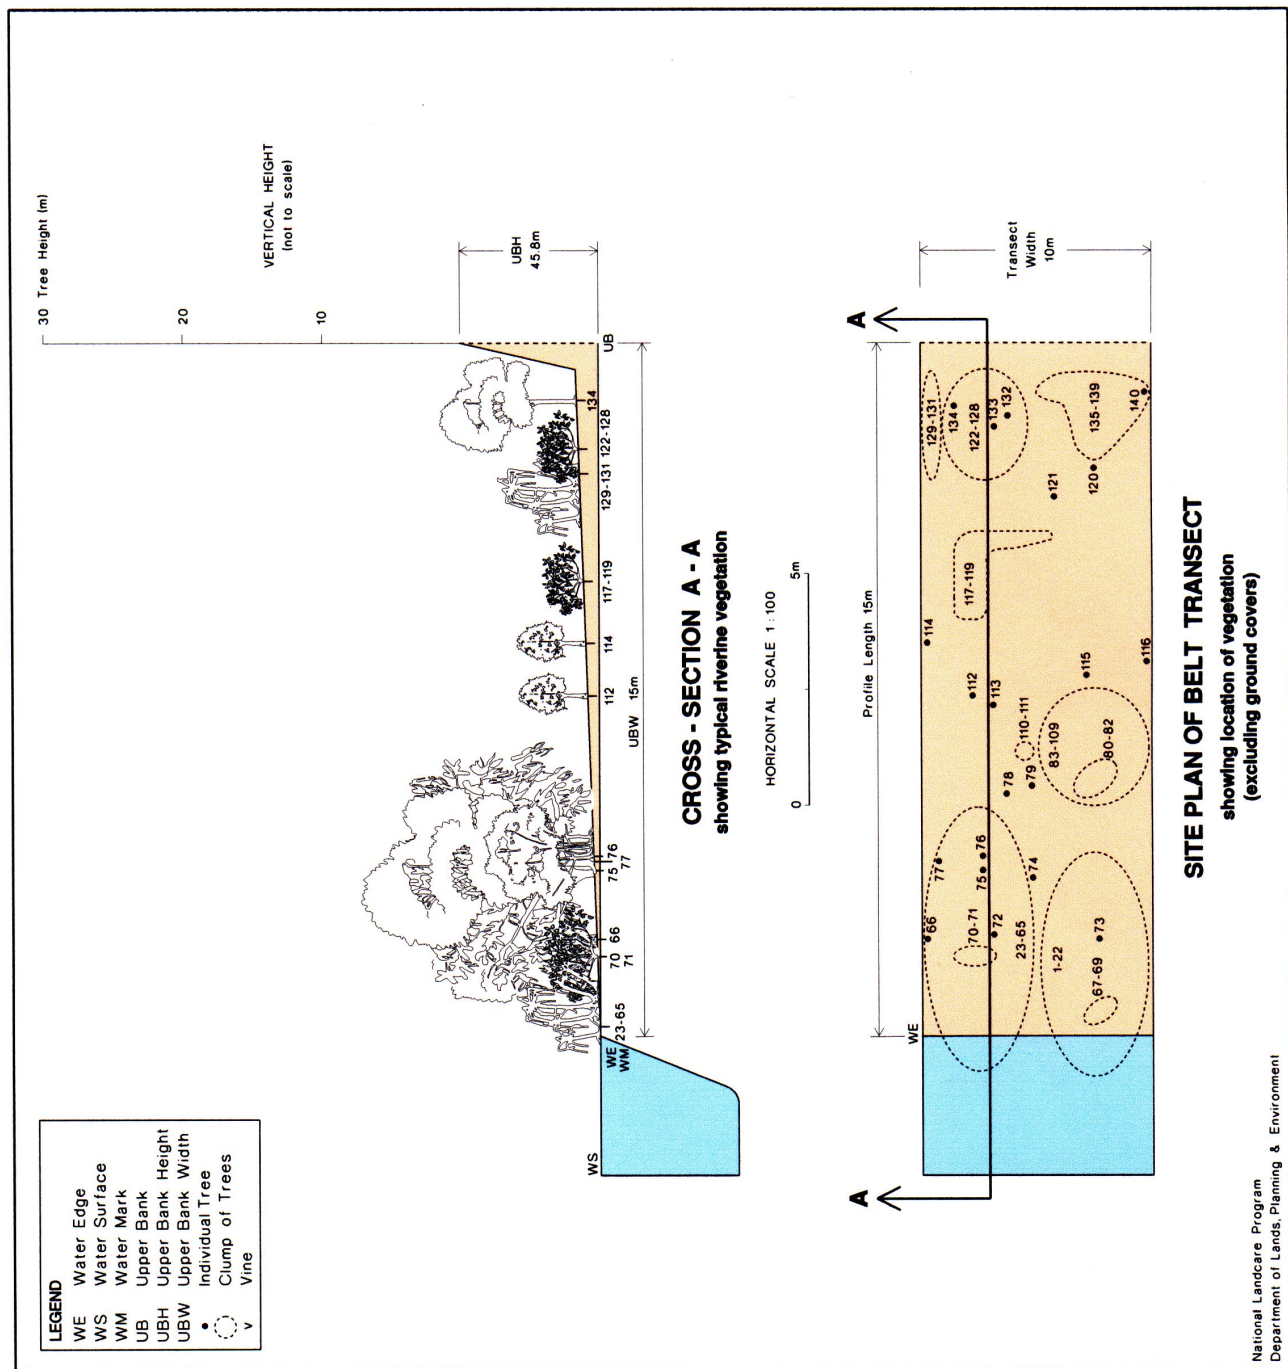 LEGEND
WE Water Edge
WS Water Surface
WM Water Mark
UB Upper Bank
UBH Upper Bank Height
UBW Upper Bank Width
• Individual Tree
Clump of Trees
v Vine
30 Tree Height (m)
20
10
VERTICAL HEIGHT
(not to scale)
UBH
45.8m
WS
WE
WM
23-65
70
71
66
75
76
77
112
114
117-119
129-131
122-128
134
UB
UBW 15m
CROSS - SECTION A - A
showing typical riverine vegetation
HORIZONTAL SCALE 1:100
0
5m
Profile Length 15m
WE
A
A
Transect
Width
10m
66
77
114
129-131
134
122-128
133
132
70-71
75
76
112
113
117-119
72
23-65
74
78
79
110-111
121
1-22
73
67-69
83-109
80-82
115
116
120
135-139
140
SITE PLAN OF BELT TRANSECT
showing location of vegetation
(excluding ground covers)
National Landcare Program
Department of Lands, Planning & Environment